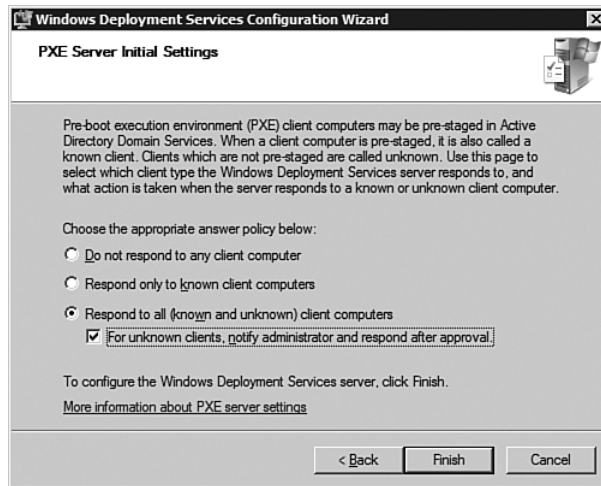 Windows Deployment Services Configuration Wizard
PXE Server Initial Settings
Pre-boot execution environment (PXE) client computers may be pre-staged in Active
Directory Domain Services. When a client computer is pre-staged, it is also called a
known client. Clients which are not pre-staged are called unknown. Use this page to
select which client type the Windows Deployment Services server responds to, and
what action is taken when the server responds to a known or unknown client computer.
Choose the appropriate answer policy below:
Do not respond to any client computer
Respond only to known client computers
Respond to all (known and unknown) client computers
For unknown clients, notify administrator and respond after approval.
To configure the Windows Deployment Services server, click Finish.
More information about PXE server settings
< Back Finish Cancel